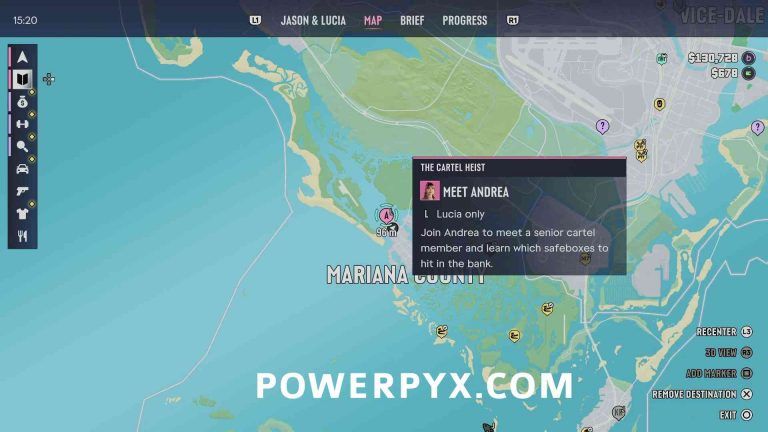 15:20
L1
JASON & LUCIA
MAP
BRIEF
PROGRESS
R1
VICE-DALE
$130,728
$678
THE CARTEL HEIST
MEET ANDREA
Lucia only
Join Andrea to meet a senior cartel
member and learn which safeboxes to
hit in the bank.
A
96 m
MARIANA COUNTY
RECENTER L3
3D VIEW R3
ADD MARKER
REMOVE DESTINATION
EXIT
POWERPYX.COM